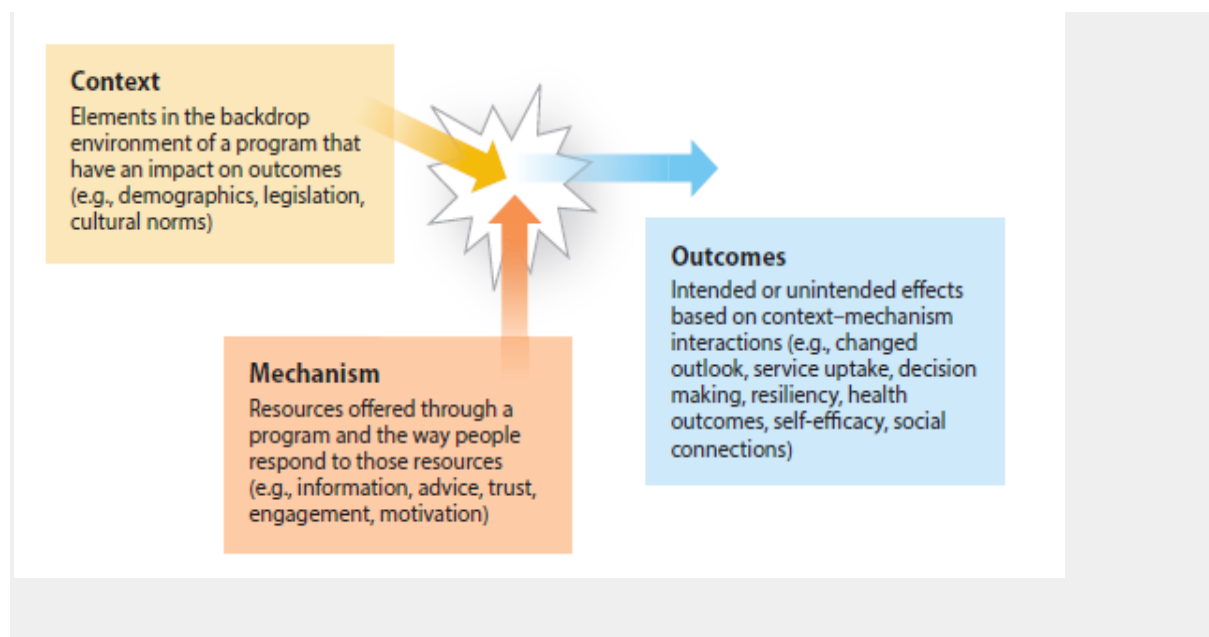 Context
Elements in the backdrop
environment of a program that
have an impact on outcomes
(e.g., demographics, legislation,
cultural norms)
Mechanism
Resources offered through a
program and the way people
respond to those resources
(e.g., information, advice, trust,
engagement, motivation)
Outcomes
Intended or unintended effects
based on context–mechanism
interactions (e.g., changed
outlook, service uptake, decision
making, resiliency, health
outcomes, self-efficacy, social
connections)